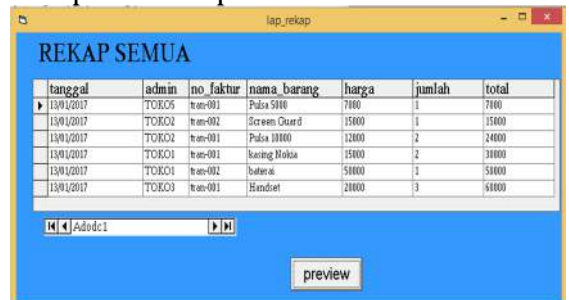 lap_rekap
REKAP SEMUA
tanggal admin no_faktur nama_barang harga jumlah total
13/01/2017 TOKO5 tran-001 Pulsa 5000 7000 1 7000
13/01/2017 TOKO2 tran-002 Screen Guard 15000 1 15000
13/01/2017 TOKO2 tran-001 Pulsa 10000 12000 2 24000
13/01/2017 TOKO1 tran-001 kasing Nokia 15000 2 30000
13/01/2017 TOKO1 tran-002 baterai 50000 1 50000
13/01/2017 TOKO3 tran-001 Handset 20000 3 60000
Adodc1
preview